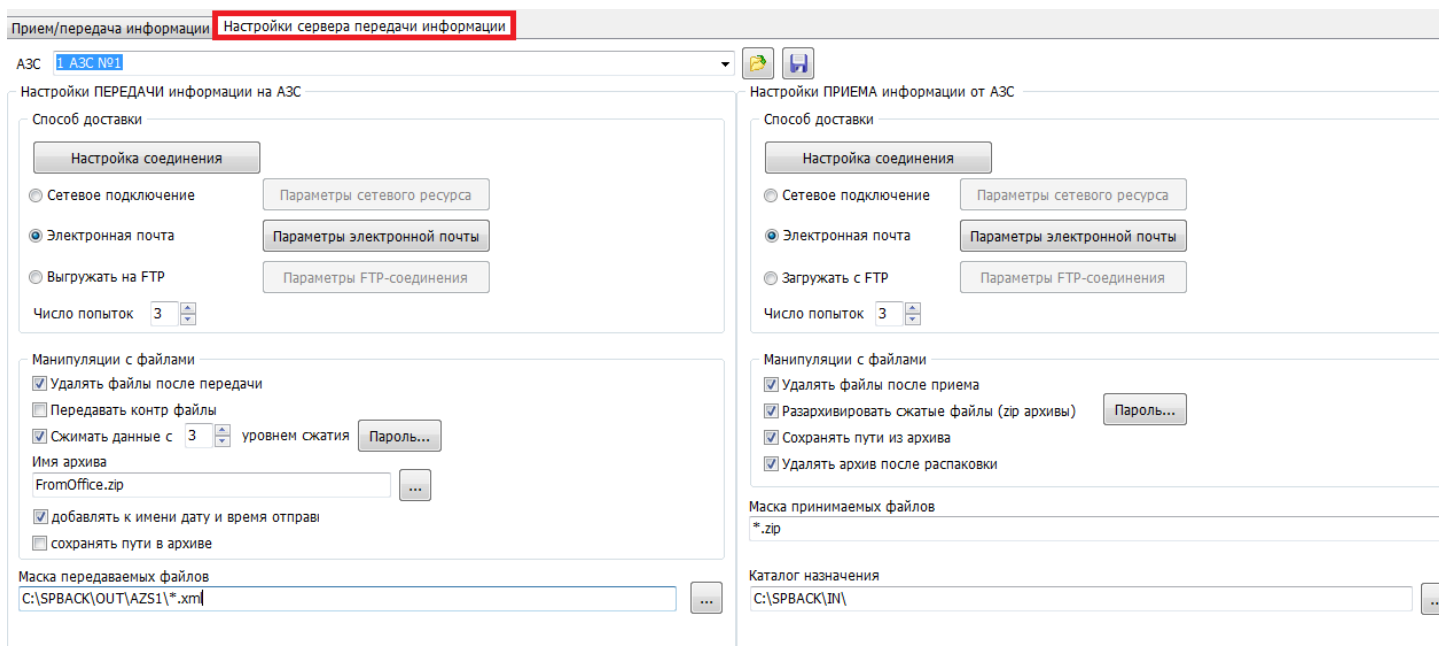 Прием/передача информации Настройки сервера передачи информации
АЗС 1 АЗС №1
Настройки ПЕРЕДАЧИ информации на АЗС
Способ доставки
Настройка соединения
Сетевое подключение Параметры сетевого ресурса
Электронная почта Параметры электронной почты
Выгружать на FTP Параметры FTP-соединения
Число попыток 3
Манипуляции с файлами
Удалять файлы после передачи
Передавать контр файлы
Сжимать данные с 3 уровнем сжатия Пароль...
Имя архива
FromOffice.zip ...
добавлять к имени дату и время отправи
сохранять пути в архиве
Маска передаваемых файлов
C:\SPBACK\OUT\AZS1\*.xml ...
Настройки ПРИЕМА информации от АЗС
Способ доставки
Настройка соединения
Сетевое подключение Параметры сетевого ресурса
Электронная почта Параметры электронной почты
Загружать с FTP Параметры FTP-соединения
Число попыток 3
Манипуляции с файлами
Удалять файлы после приема
Разархивировать сжатые файлы (zip архивы) Пароль...
Сохранять пути из архива
Удалять архив после распаковки
Маска принимаемых файлов
*.zip
Каталог назначения
C:\SPBACK\IN\ ...